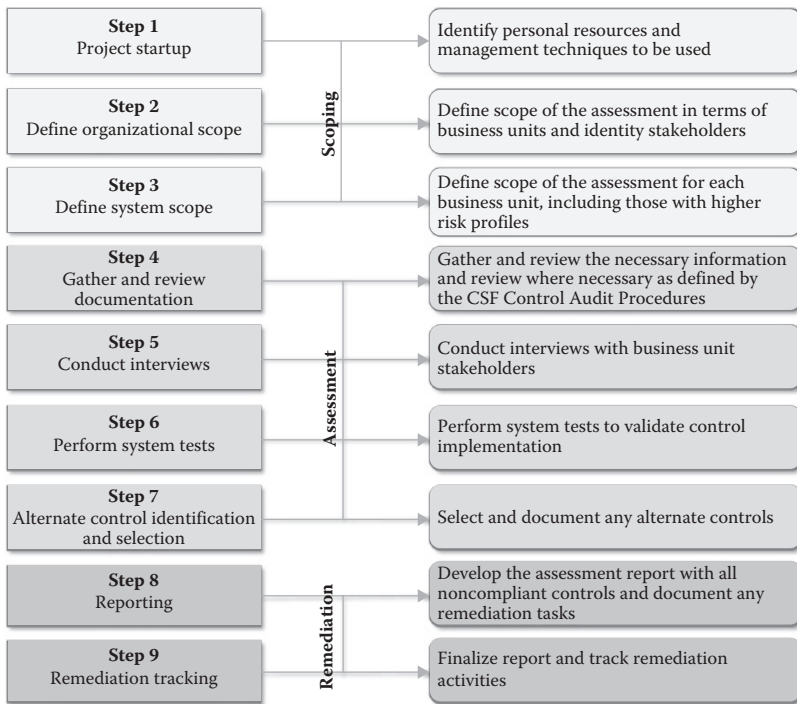 Step 1
Project startup
Identify personal resources and
management techniques to be used
Step 2
Define organizational scope
Define scope of the assessment in terms of
business units and identity stakeholders
Step 3
Define system scope
Define scope of the assessment for each
business unit, including those with higher
risk profiles
Scoping
Step 4
Gather and review
documentation
Gather and review the necessary information
and review where necessary as defined by
the CSF Control Audit Procedures
Step 5
Conduct interviews
Conduct interviews with business unit
stakeholders
Step 6
Perform system tests
Perform system tests to validate control
implementation
Step 7
Alternate control identification
and selection
Select and document any alternate controls
Assessment
Step 8
Reporting
Develop the assessment report with all
noncompliant controls and document any
remediation tasks
Step 9
Remediation tracking
Finalize report and track remediation
activities
Remediation